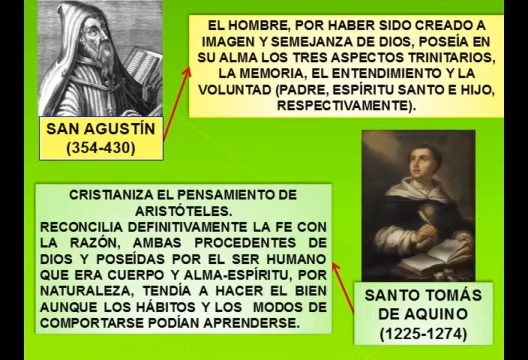 EL HOMBRE, POR HABER SIDO CREADO A
IMAGEN Y SEMEJANZA DE DIOS, POSEÍA EN
SU ALMA LOS TRES ASPECTOS TRINITARIOS,
LA MEMORIA, EL ENTENDIMIENTO Y LA
VOLUNTAD (PADRE, ESPÍRITU SANTO E HIJO,
RESPECTIVAMENTE).
SAN AGUSTÍN
(354-430)
CRISTIANIZA EL PENSAMIENTO DE
ARISTÓTELES.
RECONCILIA DEFINITIVAMENTE LA FE CON
LA RAZÓN, AMBAS PROCEDENTES DE
DIOS Y POSEÍDAS POR EL SER HUMANO
QUE ERA CUERPO Y ALMA-ESPÍRITU, POR
NATURALEZA, TENDÍA A HACER EL BIEN
AUNQUE LOS HÁBITOS Y LOS MODOS DE
COMPORTARSE PODÍAN APRENDERSE.
SANTO TOMÁS
DE AQUINO
(1225-1274)